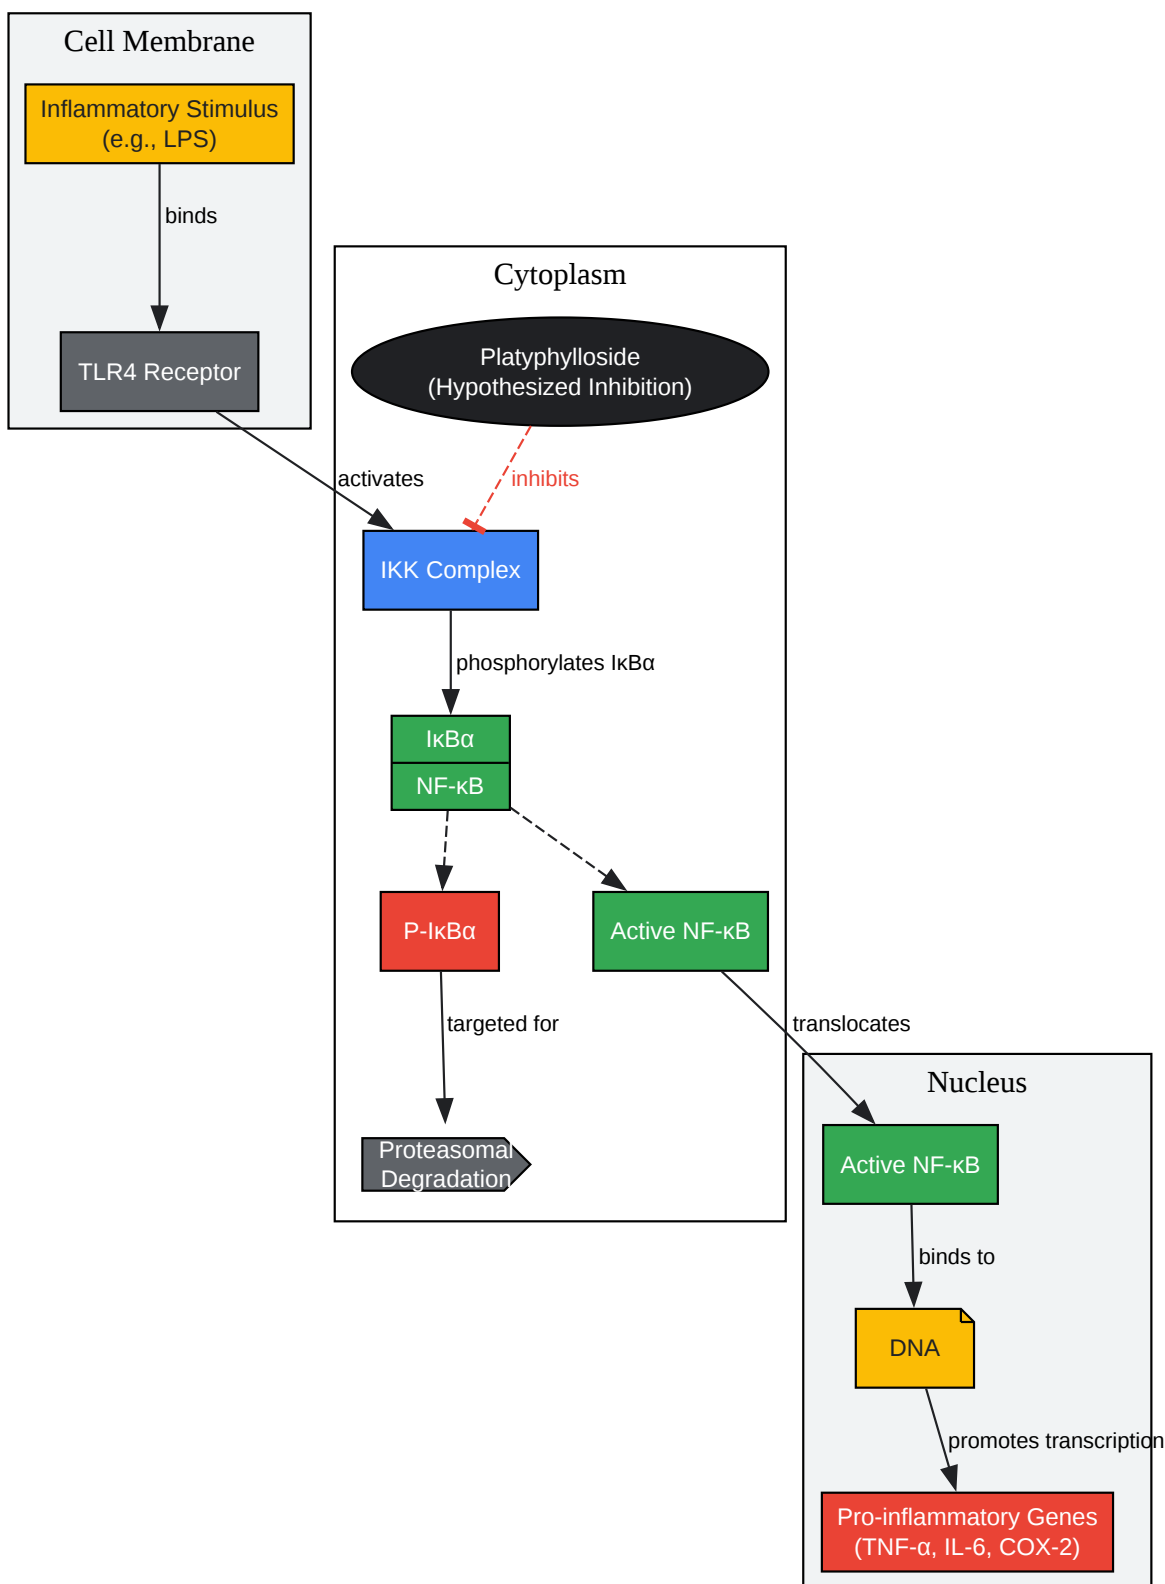 Cell Membrane
Inflammatory Stimulus
(e.g., LPS)
binds
TLR4 Receptor
Cytoplasm
Platyphylloside
(Hypothesized Inhibition)
activates
inhibits
IKK Complex
phosphorylates IκBα
IκBα
NF-κB
P-IκBα
Active NF-κB
targeted for
translocates
Proteasomal
Degradation
Nucleus
Active NF-κB
binds to
DNA
promotes transcription
Pro-inflammatory Genes
(TNF-α, IL-6, COX-2)